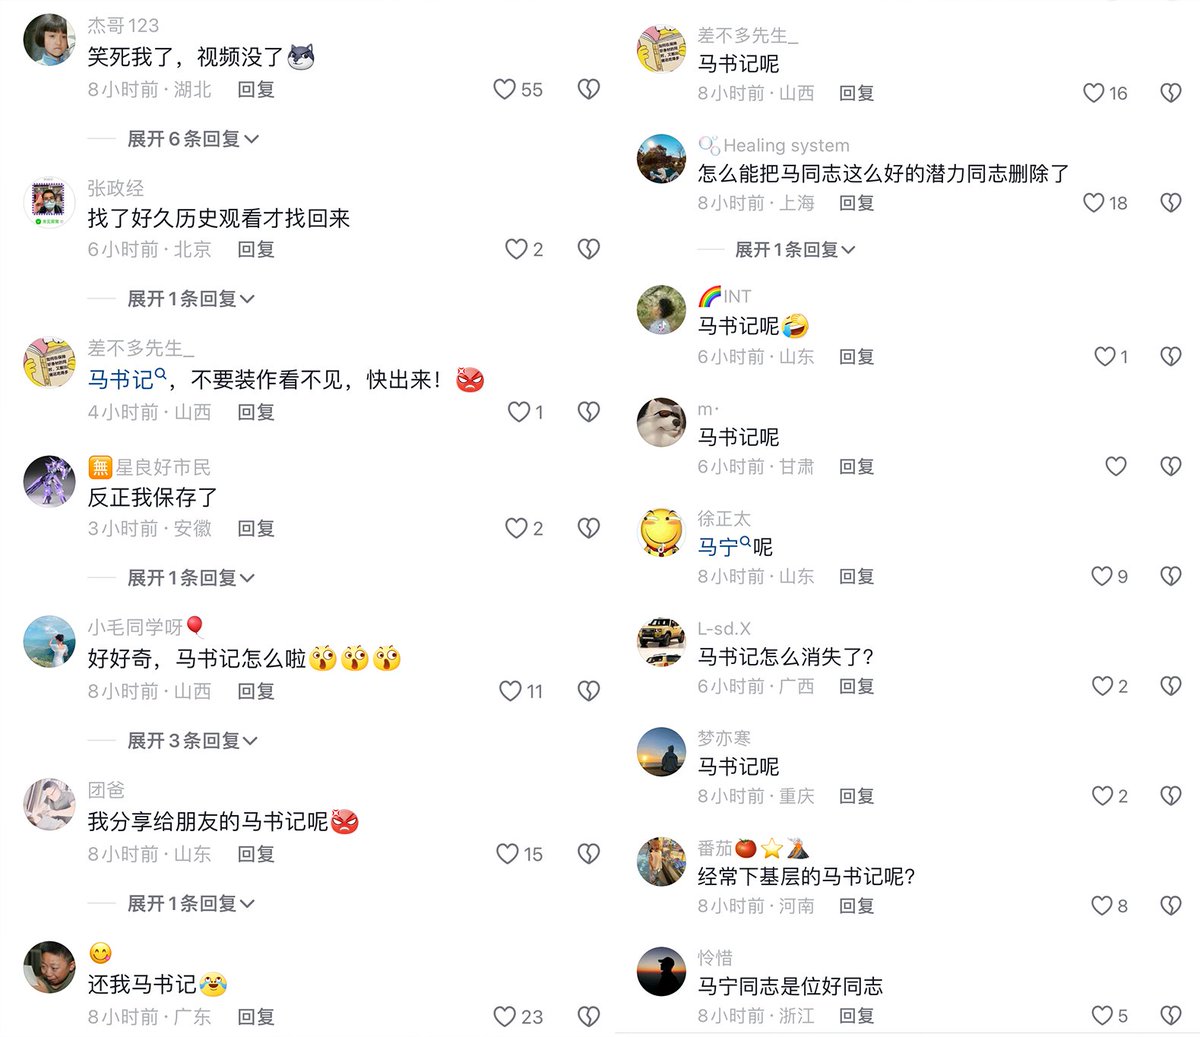 杰哥123
笑死我了，视频没了
8小时前·湖北 回复
55
展开6条回复
张政经
找了好久历史观看才找回来
6小时前·北京 回复
2
展开1条回复
差不多先生_
马书记，不要装作看不见，快出来！
4小时前·山西 回复
1
無星良好市民
反正我保存了
3小时前·安徽 回复
2
展开1条回复
小毛同学呀
好好奇，马书记怎么啦
8小时前·山西 回复
11
展开3条回复
团爸
我分享给朋友的马书记呢
8小时前·山东 回复
15
展开1条回复
还我马书记
8小时前·广东 回复
23
差不多先生_
马书记呢
8小时前·山西 回复
16
Healing system
怎么能把马同志这么好的潜力同志删除了
8小时前·上海 回复
18
展开1条回复
INT
马书记呢
6小时前·山东 回复
1
m·
马书记呢
6小时前·甘肃 回复
徐正太
马宁呢
8小时前·山东 回复
9
L-sd.X
马书记怎么消失了?
6小时前·广西 回复
2
梦亦寒
马书记呢
8小时前·重庆 回复
2
番茄
经常下基层的马书记呢?
8小时前·河南 回复
8
怜惜
马宁同志是位好同志
8小时前·浙江 回复
5